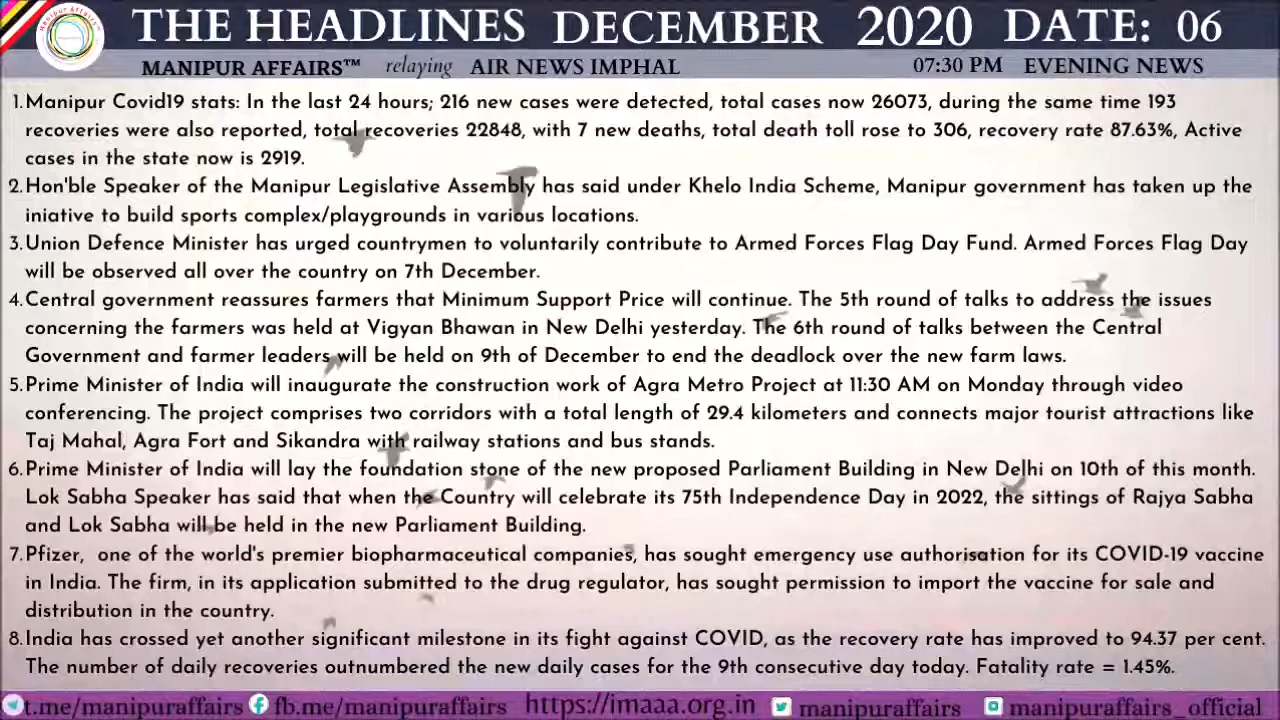 Manipur Affairs™
THE HEADLINES DECEMBER 2020 DATE: 06
MANIPUR AFFAIRS™ relaying AIR NEWS IMPHAL 07:30 PM EVENING NEWS
1. Manipur Covid19 stats: In the last 24 hours; 216 new cases were detected, total cases now 26073, during the same time 193
recoveries were also reported, total recoveries 22848, with 7 new deaths, total death toll rose to 306, recovery rate 87.63%, Active
cases in the state now is 2919.
2. Hon'ble Speaker of the Manipur Legislative Assembly has said under Khelo India Scheme, Manipur government has taken up the
iniative to build sports complex/playgrounds in various locations.
3. Union Defence Minister has urged countrymen to voluntarily contribute to Armed Forces Flag Day Fund. Armed Forces Flag Day
will be observed all over the country on 7th December.
4. Central government reassures farmers that Minimum Support Price will continue. The 5th round of talks to address the issues
concerning the farmers was held at Vigyan Bhawan in New Delhi yesterday. The 6th round of talks between the Central
Government and farmer leaders will be held on 9th of December to end the deadlock over the new farm laws.
5. Prime Minister of India will inaugurate the construction work of Agra Metro Project at 11:30 AM on Monday through video
conferencing. The project comprises two corridors with a total length of 29.4 kilometers and connects major tourist attractions like
Taj Mahal, Agra Fort and Sikandra with railway stations and bus stands.
6. Prime Minister of India will lay the foundation stone of the new proposed Parliament Building in New Delhi on 10th of this month.
Lok Sabha Speaker has said that when the Country will celebrate its 75th Independence Day in 2022, the sittings of Rajya Sabha
and Lok Sabha will be held in the new Parliament Building.
7. Pfizer, one of the world's premier biopharmaceutical companies, has sought emergency use authorisation for its COVID-19 vaccine
in India. The firm, in its application submitted to the drug regulator, has sought permission to import the vaccine for sale and
distribution in the country.
8. India has crossed yet another significant milestone in its fight against COVID, as the recovery rate has improved to 94.37 per cent.
The number of daily recoveries outnumbered the new daily cases for the 9th consecutive day today. Fatality rate = 1.45%.
t.me/manipuraffairs fb.me/manipuraffairs https://imaaa.org.in manipuraffairs manipuraffairs_official